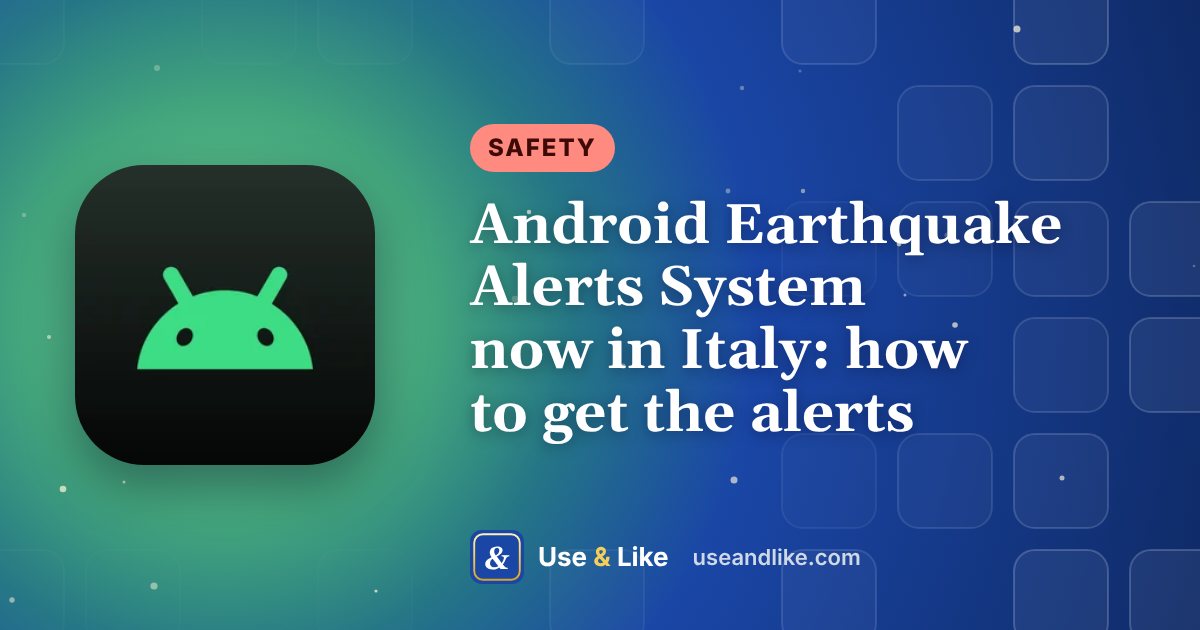 SAFETY
Android Earthquake
Alerts System
now in Italy: how
to get the alerts
& Use & Like useandlike.com